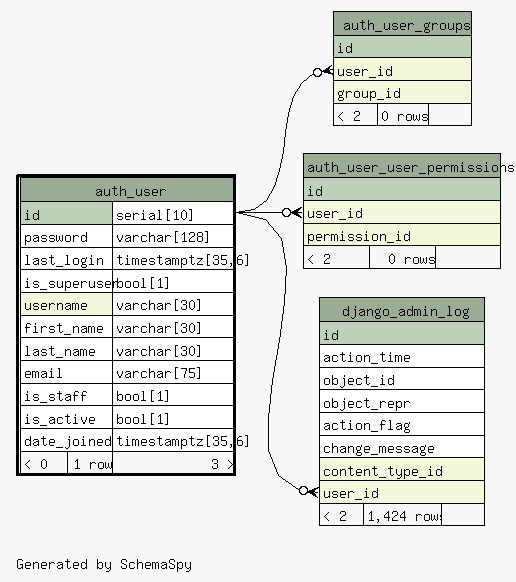 auth_user_groups
id
user_id
group_id
< 2 0 rows
auth_user_user_permissions
id
user_id
permission_id
< 2 0 rows
auth_user
id serial[10]
password varchar[128]
last_login timestamptz[35,6]
is_superuser bool[1]
username varchar[30]
first_name varchar[30]
last_name varchar[30]
email varchar[75]
is_staff bool[1]
is_active bool[1]
date_joined timestamptz[35,6]
< 0 1 row 3 >
django_admin_log
id
action_time
object_id
object_repr
action_flag
change_message
content_type_id
user_id
< 2 1,424 rows
Generated by SchemaSpy